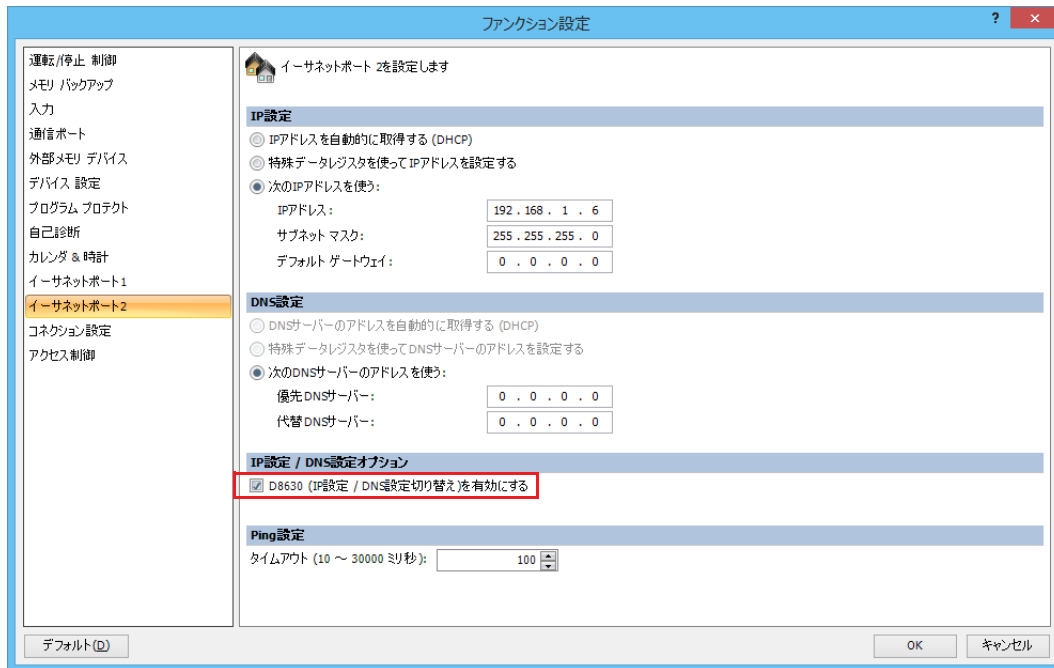 ファンクション設定
?
×
運転/停止 制御
メモリ バックアップ
入力
通信ポート
外部メモリ デバイス
デバイス 設定
プログラム プロテクト
自己診断
カレンダ & 時計
イーサネットポート1
イーサネットポート2
コネクション設定
アクセス制御
イーサネットポート 2を設定します
IP設定
IPアドレスを自動的に取得する (DHCP)
特殊データレジスタを使ってIPアドレスを設定する
次のIPアドレスを使う:
IPアドレス: 192 . 168 . 1 . 6
サブネット マスク: 255 . 255 . 255 . 0
デフォルト ゲートウェイ: 0 . 0 . 0 . 0
DNS設定
DNSサーバーのアドレスを自動的に取得する (DHCP)
特殊データレジスタを使ってDNSサーバーのアドレスを設定する
次のDNSサーバーのアドレスを使う:
優先DNSサーバー: 0 . 0 . 0 . 0
代替DNSサーバー: 0 . 0 . 0 . 0
IP設定 / DNS設定オプション
D8630 (IP設定 / DNS設定切り替え)を有効にする
Ping設定
タイムアウト (10 ～ 30000 ミリ秒): 100
デフォルト(D)
OK
キャンセル